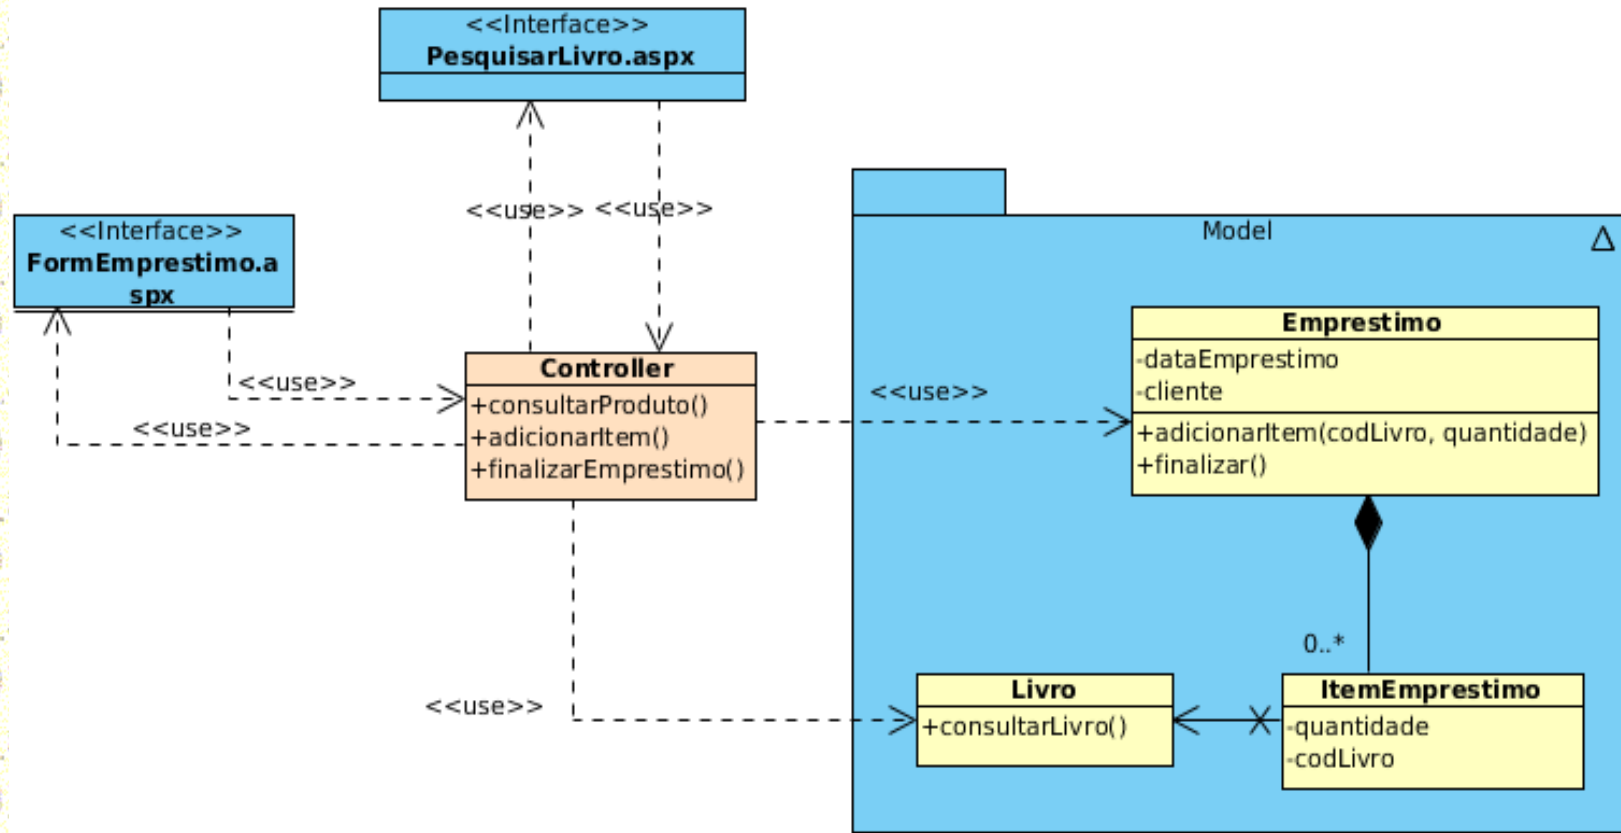 <<Interface>>
PesquisarLivro.aspx
<<use>> <<use>>
<<Interface>>
FormEmprestimo.a
spx
<<use>>
<<use>>
Controller
+consultarProduto()
+adicionarItem()
+finalizarEmprestimo()
<<use>>
<<use>>
Model
Emprestimo
-dataEmprestimo
-cliente
+adicionarItem(codLivro, quantidade)
+finalizar()
0..*
Livro
+consultarLivro()
ItemEmprestimo
-quantidade
-codLivro